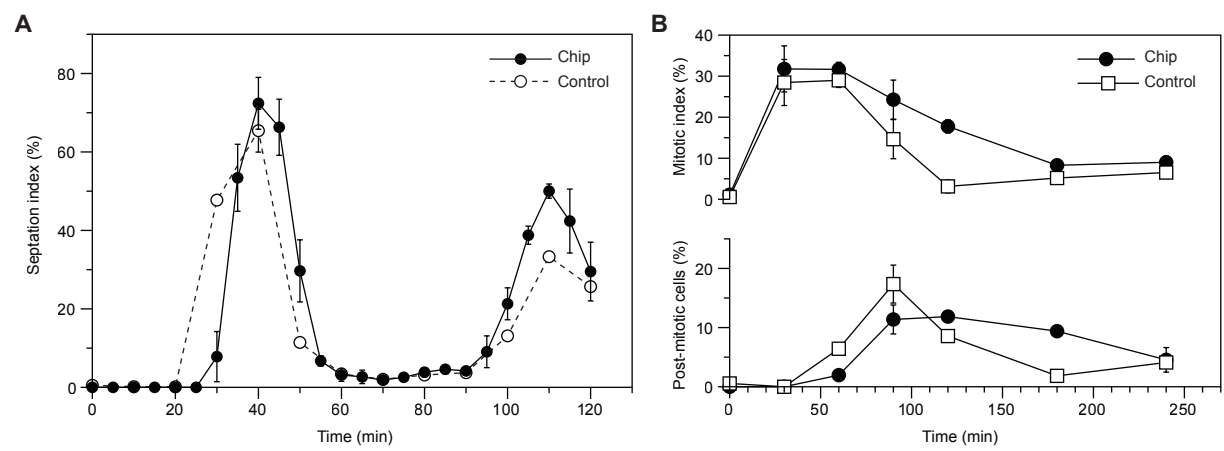 A
Septation index (%)
80
60
40
20
0
Chip
Control
0 20 40 60 80 100 120
Time (min)
B
Mitotic index (%)
40
30
20
10
0
Chip
Control
Post-mitotic cells (%)
20
10
0
0 50 100 150 200 250
Time (min)